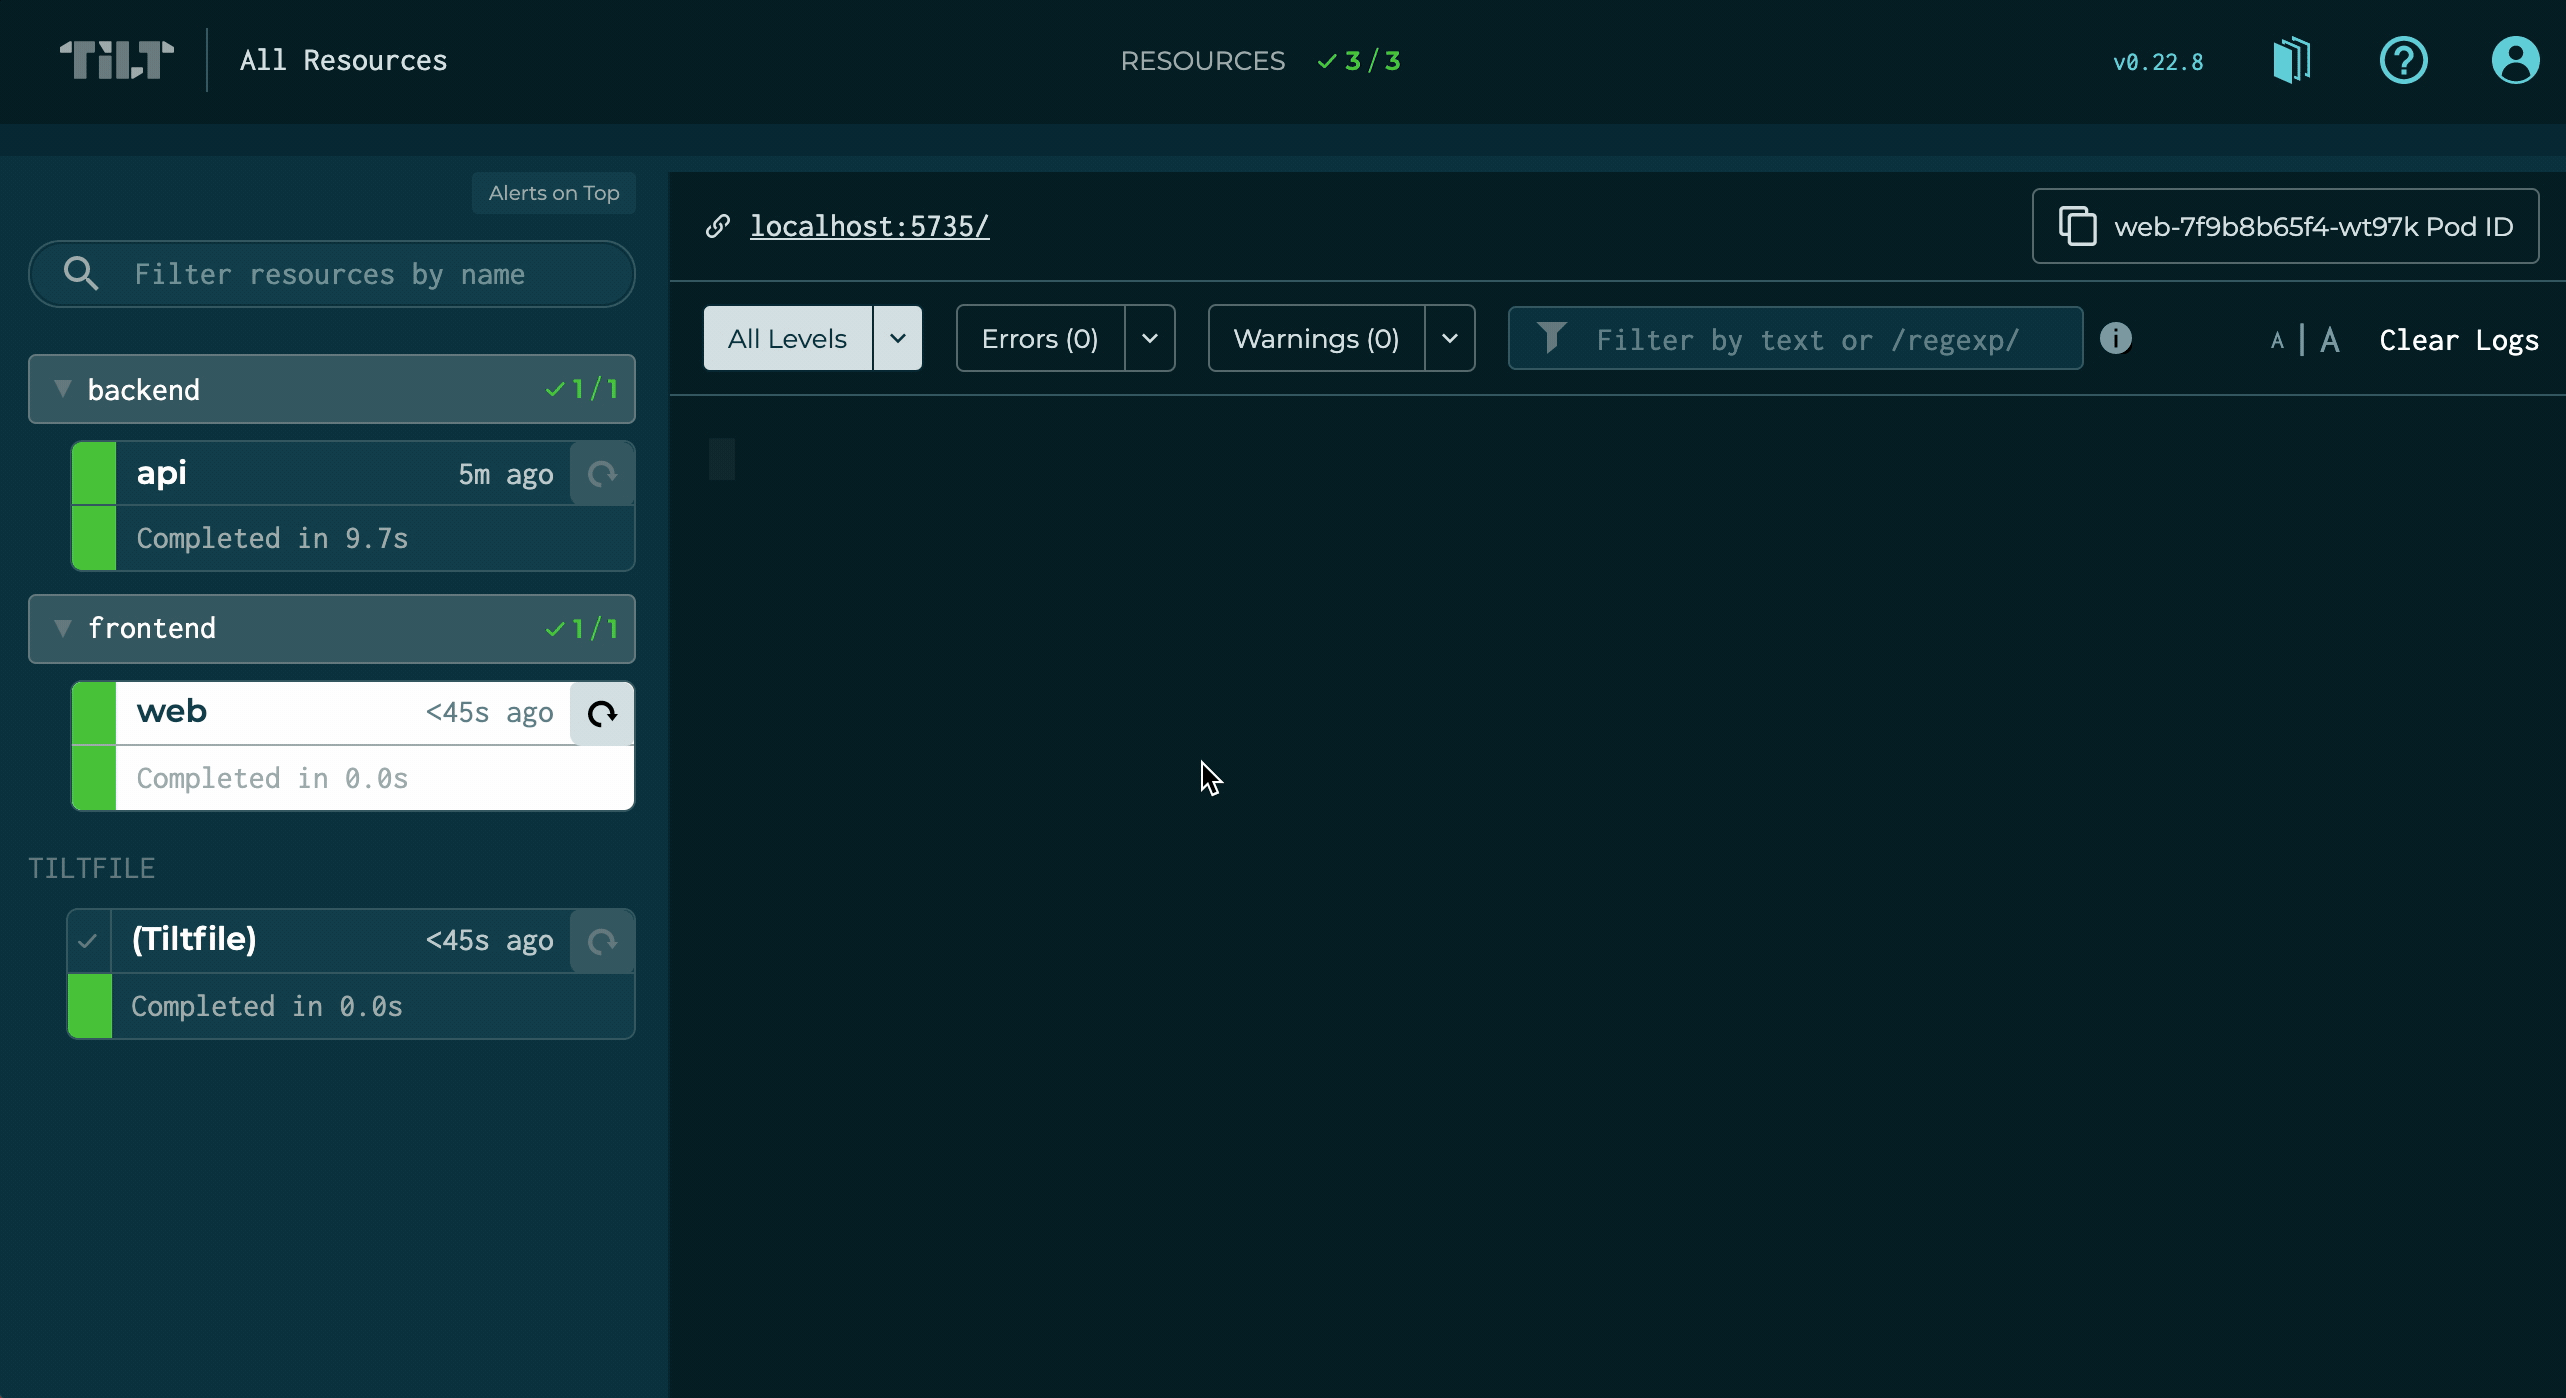 TILT
All Resources
RESOURCES 3/3
v0.22.8
Alerts on Top
Filter resources by name
backend 1/1
api 5m ago
Completed in 9.7s
frontend 1/1
web <45s ago
Completed in 0.0s
TILTFILE
(Tiltfile) <45s ago
Completed in 0.0s
localhost:5735/
web-7f9b8b65f4-wt97k Pod ID
All Levels
Errors (0)
Warnings (0)
Filter by text or /regexp/
A | A
Clear Logs